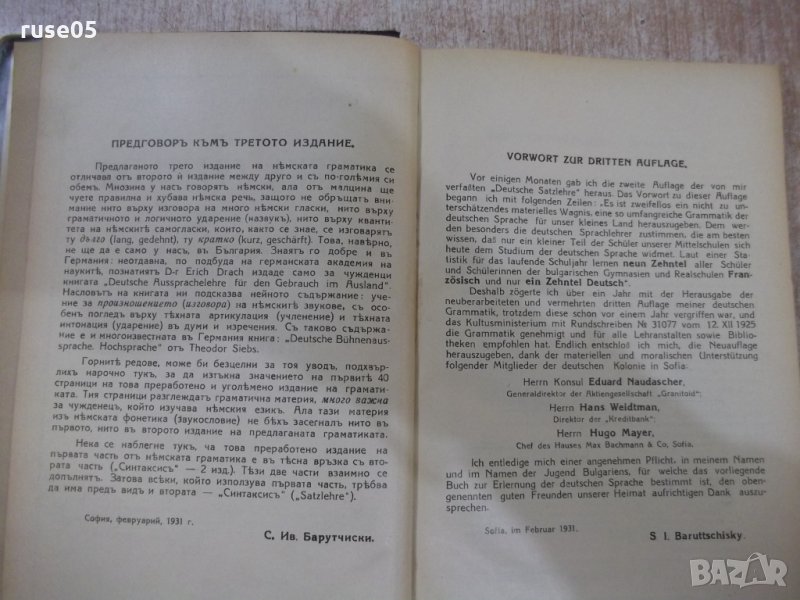 ruse05
ПРЕДГОВОРЪ КЪМЪ ТРЕТОТО ИЗДАНИЕ.
Предлаганото трето издание на нѣмската граматика се
отличава отъ второто ѝ издание между друго и съ по-голѣмия си
обемъ. Мнозина у насъ говорятъ нѣмски, ала отъ малцина ще
чуете правилна и хубава нѣмска речь, защото не обръщатъ вни-
мание нито върху изговора на много нѣмски гласки, нито върху
граматичното и логичното ударение (наизукъ), нито върху кванти-
тета на нѣмскитѣ самогласки, които, както се знае, се изговарятъ
ту дълго (lang, gedehnt), ту кратко (kurz, geschärft). Това, навѣрно,
не ще да е само у насъ, въ България. Знаятъ го добре и въ
Германия: неотдавна, по подбуда на германската академия на
наукитѣ, познатиятъ D-r Erich Drach издаде само за чужденци
книгата „Deutsche Aussprachelehre für den Gebrauch im Ausland“.
Насловътъ на книгата ни подсказва нейното съдържание: уче-
ние за произношението (изговора) на нѣмскитѣ звукове, съ осо-
бенъ погледъ върху тѣхната артикулация (учленение) и тѣхната
интонация (ударение) въ думи и изречения. Съ таково съдържа-
ние е и многоизвестната въ Германия книга: „Deutsche Bühnenaus-
sprache. Hochsprache“ отъ Theodor Siebs.
Горнитѣ редове, може би безцелни за тоя уводъ, подхвър-
лихъ нарочно тукъ, за да изтъкна значението на първитѣ 40
страници на това преработено и уголѣмено издание на грамати-
ката. Тия страници разглеждатъ граматична материя, много важна
за чужденецъ, който изучава нѣмския езикъ. Ала тази материя
изъ нѣмската фонетика (звукословие) не бѣхъ засегналъ нито въ
първото, нито въ второто издание на предлаганата граматиката.
Нека се наблегне тукъ, че това преработено издание на
първата часть отъ нѣмската граматика е въ тѣсна връзка съ вто-
рата часть („Синтаксисъ“ — 2 изд.). Тѣзи две части взаимно се
допълнятъ. Затова всѣки, който използува първата часть, трѣбва
да има предъ видъ и втората — „Синтаксисъ“ („Satzlehre“).
София, февруарий, 1931 г.
С. Ив. Барутчиски.
VORWORT ZUR DRITTEN AUFLAGE.
Vor einigen Monaten gab ich die zweite Auflage der von mir
verfaßten „Deutsche Satzlehre“ heraus. Das Vorwort zu dieser Auflage
begann ich mit folgenden Zeilen: „Es ist zweifellos ein nicht zu un-
terschätzendes materielles Wagnis, eine so umfangreiche Grammatik der
deutschen Sprache für unser kleines Land herauszugeben. Dem wer-
den besonders die deutschen Sprachlehrer zustimmen, die am besten
wissen, daß nur ein kleiner Teil der Schüler unserer Mittelschulen sich
heute dem Studium der deutschen Sprache widmet. Laut einer Stati-
stik für das laufende Schuljahr lernen neun Zehntel aller Schüler
und Schülerinnen der bulgarischen Gymnasien und Realschulen Fran-
zösisch und nur ein Zehntel Deutsch“.
Deshalb zögerte ich über ein Jahr mit der Herausgabe der
neuberarbeiteten und vermehrten dritten Auflage meiner deutschen
Grammatik, trotzdem diese schon vor einem Jahr vergriffen war, und
das Kultusministerium mit Rundschreiben № 31077 vom 12. XII 1925
die Grammatik genehmigt und für alle Lehranstalten sowie Biblio-
theken empfohlen hat. Endlich entschloß ich mich, die Neuauflage
herauszugeben, dank der materiellen und moralischen Unterstützung
folgender Mitglieder der deutschen Kolonie in Sofia:
Herrn Konsul Eduard Naudascher,
Generaldirektor der Aktiengesellschaft „Granitoid“;
Herrn Hans Weidtman,
Direktor der „Kreditbank“;
Herrn Hugo Mayer,
Chef des Hauses Max Bachmann & Co, Sofia.
Ich entledige mich einer angenehmen Pflicht, in meinem Namen
und im Namen der Jugend Bulgariens, für welche das vorliegende
Buch zur Erlernung der deutschen Sprache bestimmt ist, den oben-
genennten guten Freunden unserer Heimat aufrichtigen Dank auszu-
sprechen.
Sofia, im Februar 1931.
S. I. Baruttschisky.
BAZAR